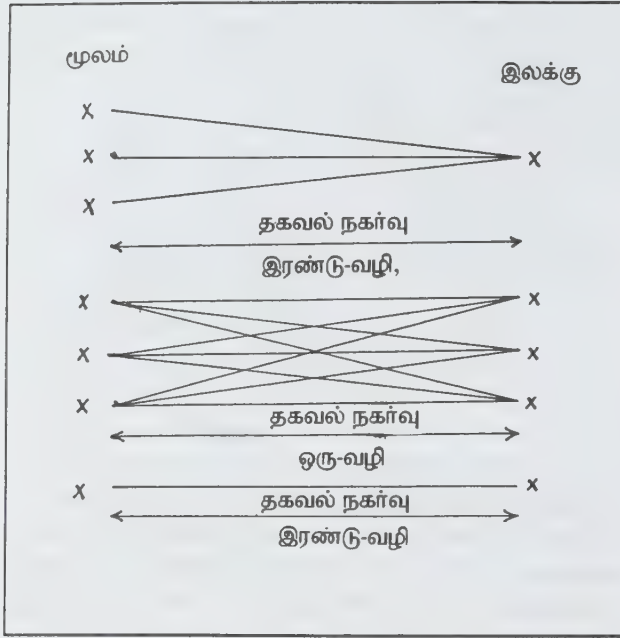 மூலம்
இலக்கு
X
X
X
X
தகவல் நகர்வு
இரண்டு-வழி,
X
X
X
X
X
X
தகவல் நகர்வு
ஒரு-வழி
X
X
தகவல் நகர்வு
இரண்டு-வழி